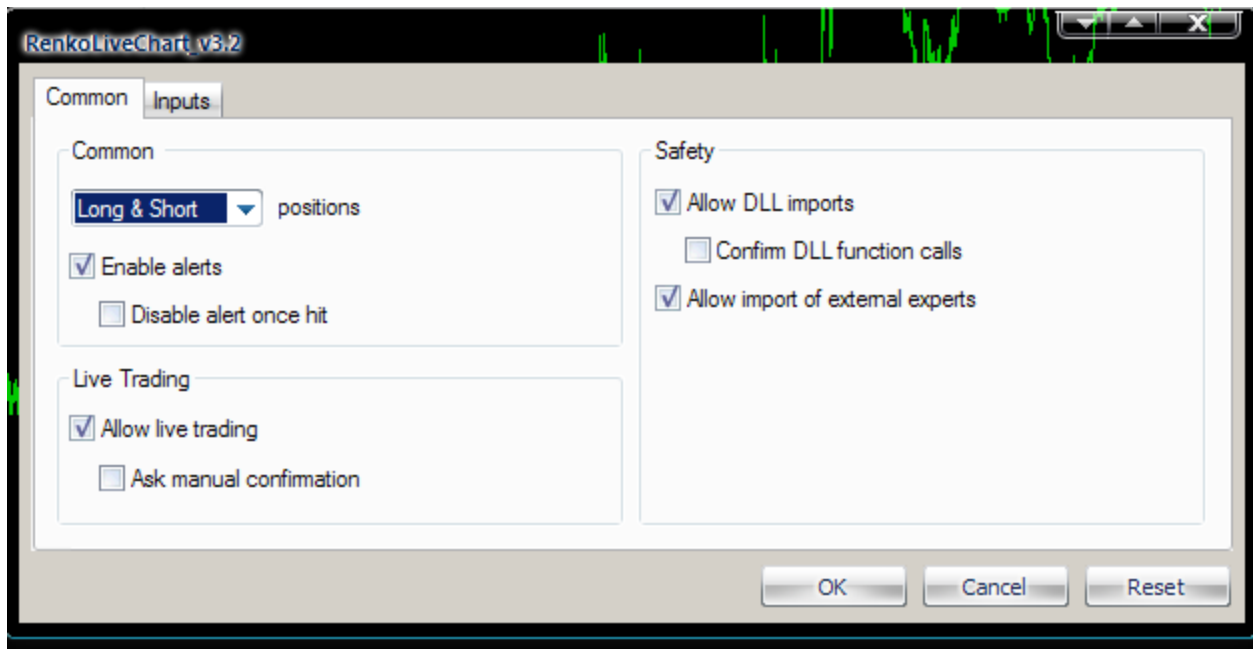 RenkoLiveChart_v3.2
Common
Inputs
Common
Long & Short positions
Enable alerts
Disable alert once hit
Live Trading
Allow live trading
Ask manual confirmation
Safety
Allow DLL imports
Confirm DLL function calls
Allow import of external experts
OK
Cancel
Reset